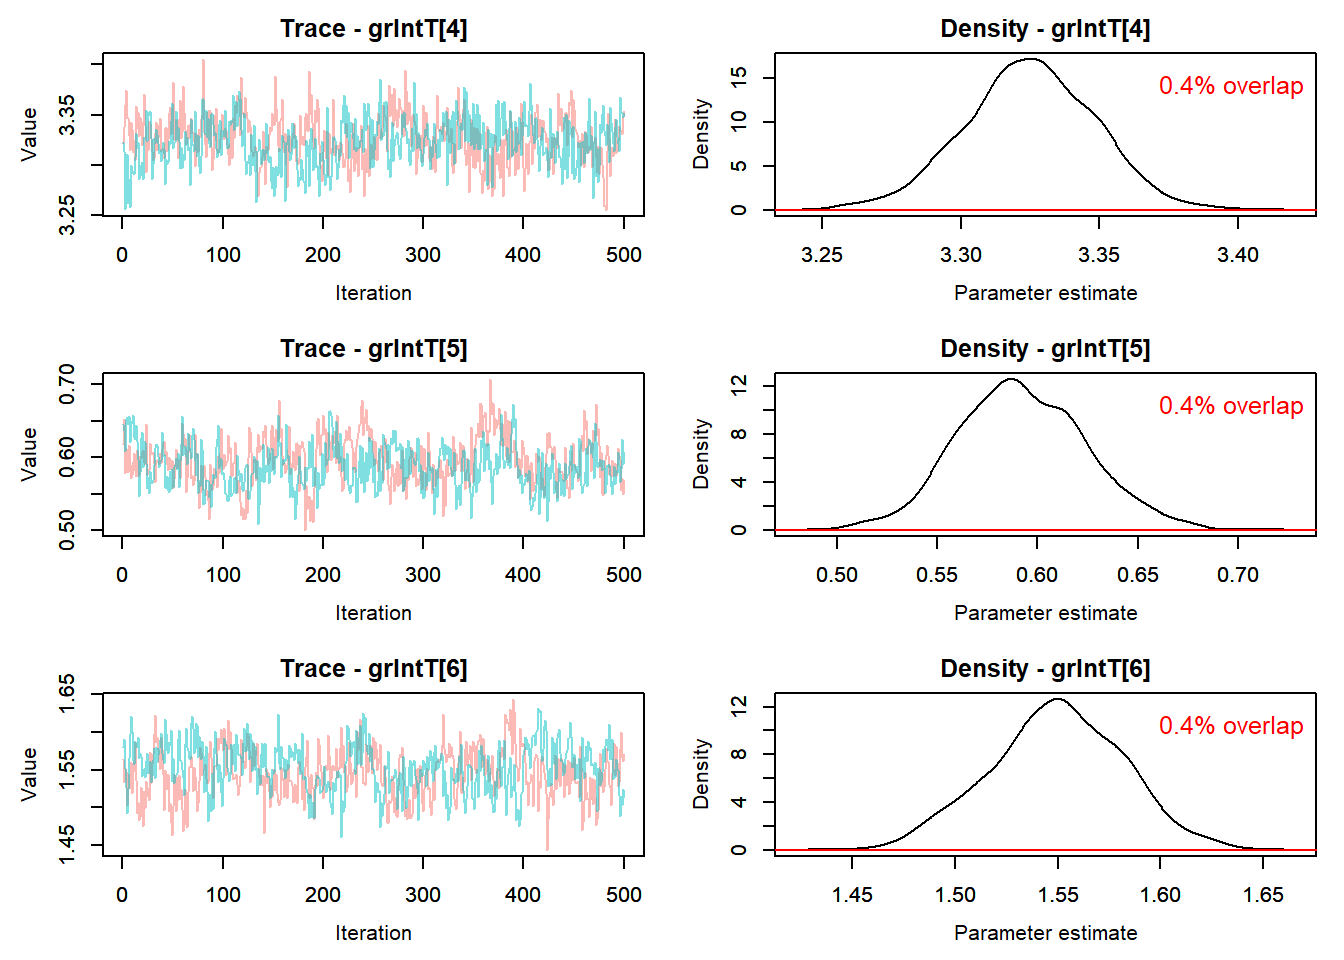 Trace - grIntT[4]
Value
3.25
3.35
0
100
200
300
400
500
Iteration
Density - grIntT[4]
0.4% overlap
Density
0
5
10
15
3.25
3.30
3.35
3.40
Parameter estimate
Trace - grIntT[5]
Value
0.50
0.60
0.70
0
100
200
300
400
500
Iteration
Density - grIntT[5]
0.4% overlap
Density
0
4
8
12
0.50
0.55
0.60
0.65
0.70
Parameter estimate
Trace - grIntT[6]
Value
1.45
1.55
1.65
0
100
200
300
400
500
Iteration
Density - grIntT[6]
0.4% overlap
Density
0
4
8
12
1.45
1.50
1.55
1.60
1.65
Parameter estimate